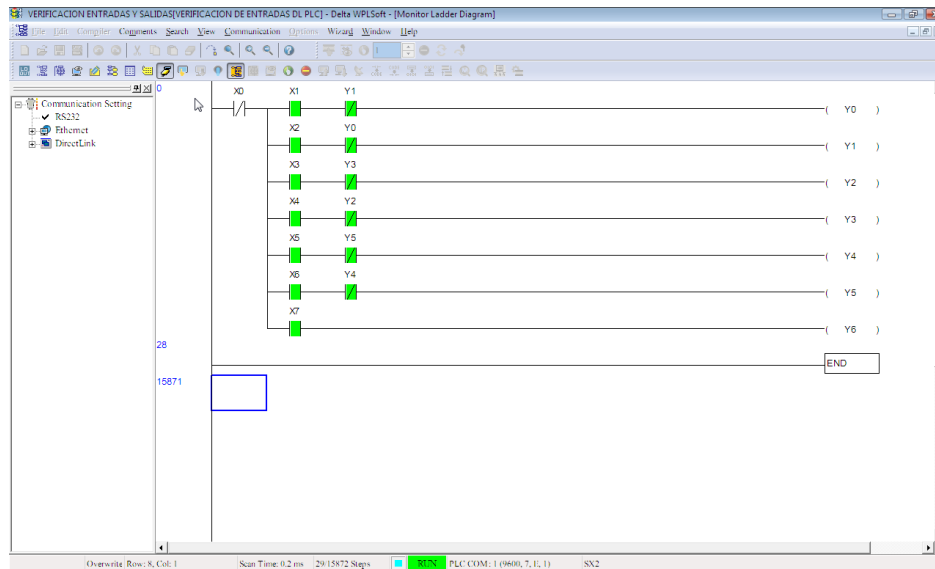 VERIFICACION ENTRADAS Y SALIDAS[VERIFICACION DE ENTRADAS DL PLC] - Delta WPLSoft - [Monitor Ladder Diagram]
File Edit Compiler Comments Search View Communication Options Wizard Window Help
1
Communication Setting
RS232
Ethernet
DirectLink
0
X0 X1 Y1
( Y0 )
X2 Y0
( Y1 )
X3 Y3
( Y2 )
X4 Y2
( Y3 )
X5 Y5
( Y4 )
X6 Y4
( Y5 )
X7
( Y6 )
28
END
15871
Overwrite Row: 8, Col: 1 Scan Time: 0.2 ms 29/15872 Steps RUN PLC COM: 1 (9600, 7, E, 1) SX2